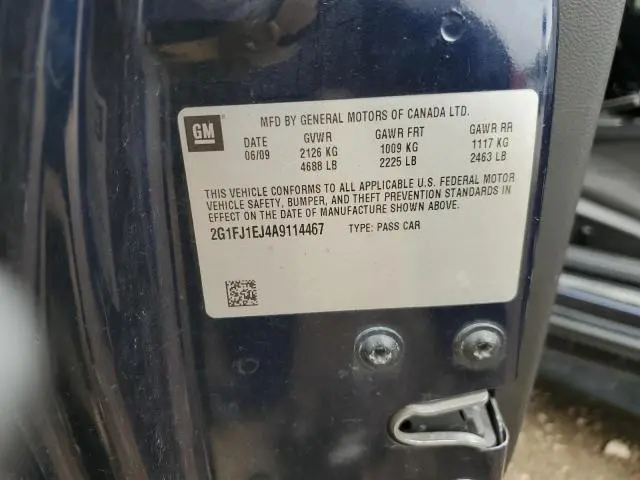 GM
MFD BY GENERAL MOTORS OF CANADA LTD.
DATE GVWR GAWR FRT GAWR RR
06/09 2126 KG 1009 KG 1117 KG
4688 LB 2225 LB 2463 LB
THIS VEHICLE CONFORMS TO ALL APPLICABLE U.S. FEDERAL MOTOR
VEHICLE SAFETY, BUMPER, AND THEFT PREVENTION STANDARDS IN
EFFECT ON THE DATE OF MANUFACTURE SHOWN ABOVE.
2G1FJ1EJ4A9114467 TYPE: PASS CAR